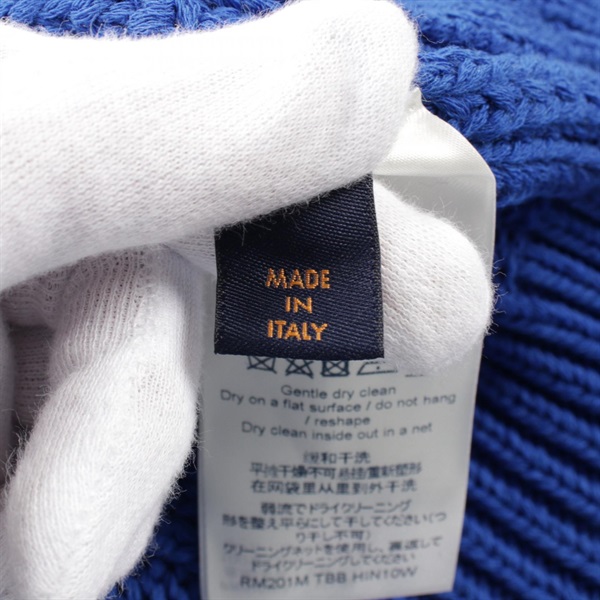 MADE
IN
ITALY
Gentle dry clean
Dry on a flat surface / do not hang
/ reshape
Dry clean inside out in a net
缓和干洗
平沧干燥不可悬挂重新塑形
在网袋里从里到外干洗
弱流でドライクリーニング
形を整え平らにして干してください(つ
り干し不可)
クリーニングネットを使用し、裏返して
ドライクリーニングしてください
RM201M TBB HIN10W